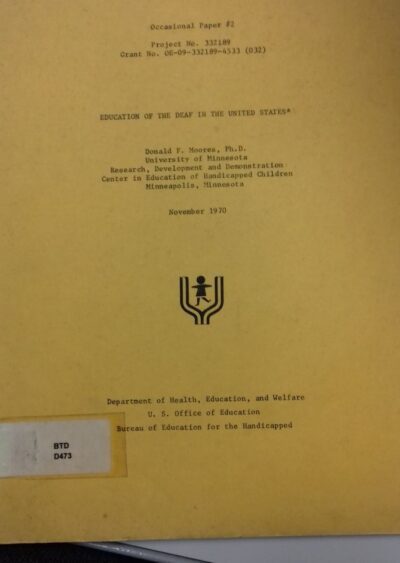 Occasional Paper #2
Project No. 332189
Grant No. OE-09-332189-4533 (032)
EDUCATION OF THE DEAF IN THE UNITED STATES*
Donald F. Moores, Ph.D.
University of Minnesota
Research, Development and Demonstration
Center in Education of Handicapped Children
Minneapolis, Minnesota
November 1970
Department of Health, Education, and Welfare
U. S. Office of Education
Bureau of Education for the Handicapped
BTD
D473